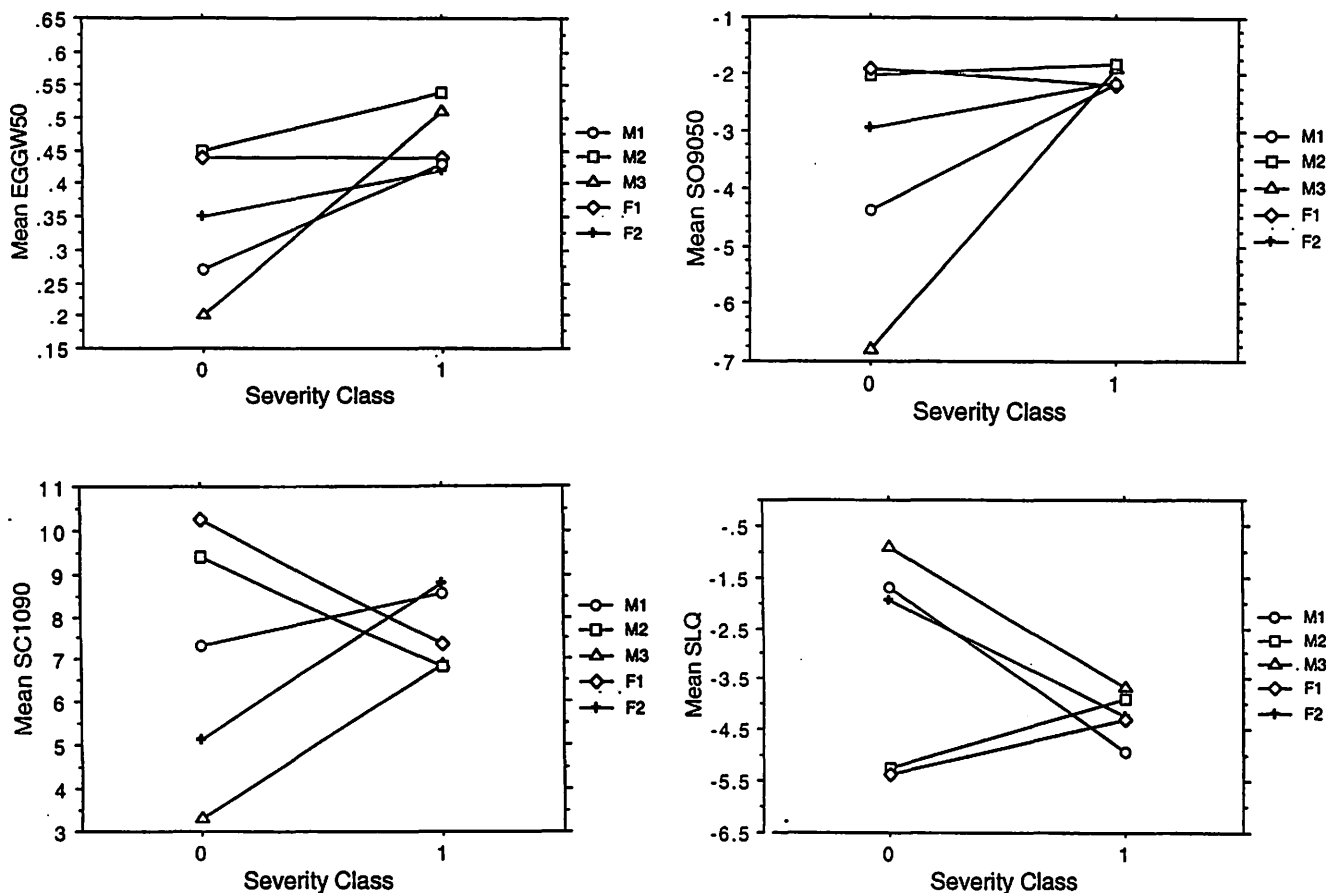 Mean EGGW50
.65
.6
.55
.5
.45
.4
.35
.3
.25
.2
.15
0
1
Severity Class
M1
M2
M3
F1
F2
Mean SO9050
-1
-2
-3
-4
-5
-6
-7
0
1
Severity Class
M1
M2
M3
F1
F2
Mean SC1090
11
10
9
8
7
6
5
4
3
0
1
Severity Class
M1
M2
M3
F1
F2
Mean SLQ
-.5
-1.5
-2.5
-3.5
-4.5
-5.5
-6.5
0
1
Severity Class
M1
M2
M3
F1
F2